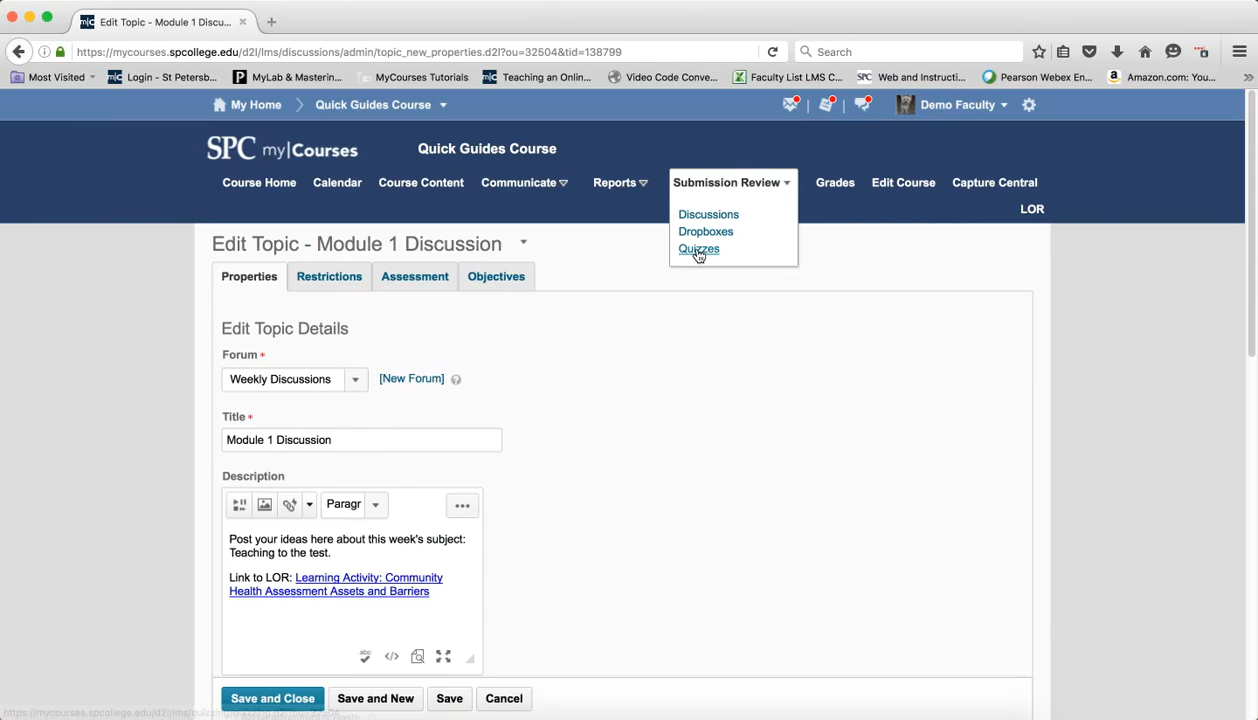 Edit Topic - Module 1 Discu...
https://mycourses.spcollege.edu/d2l/lms/discussions/admin/topic_new_properties.d2l?ou=32504&tid=138799
Search
Most Visited
Login - St Petersb...
MyLab & Masterin...
MyCourses Tutorials
Teaching an Onlin...
Video Code Conve...
Faculty List LMS C...
Web and Instructi...
Pearson Webex En...
Amazon.com: You...
My Home
Quick Guides Course
Demo Faculty
SPC my|Courses
Quick Guides Course
Course Home
Calendar
Course Content
Communicate
Reports
Submission Review
Grades
Edit Course
Capture Central
LOR
Discussions
Dropboxes
Quizzes
Edit Topic - Module 1 Discussion
Properties
Restrictions
Assessment
Objectives
Edit Topic Details
Forum *
Weekly Discussions
[New Forum]
Title *
Module 1 Discussion
Description
Paragr
Post your ideas here about this week's subject:
Teaching to the test.
Link to LOR: Learning Activity: Community
Health Assessment Assets and Barriers
Save and Close
Save and New
Save
Cancel